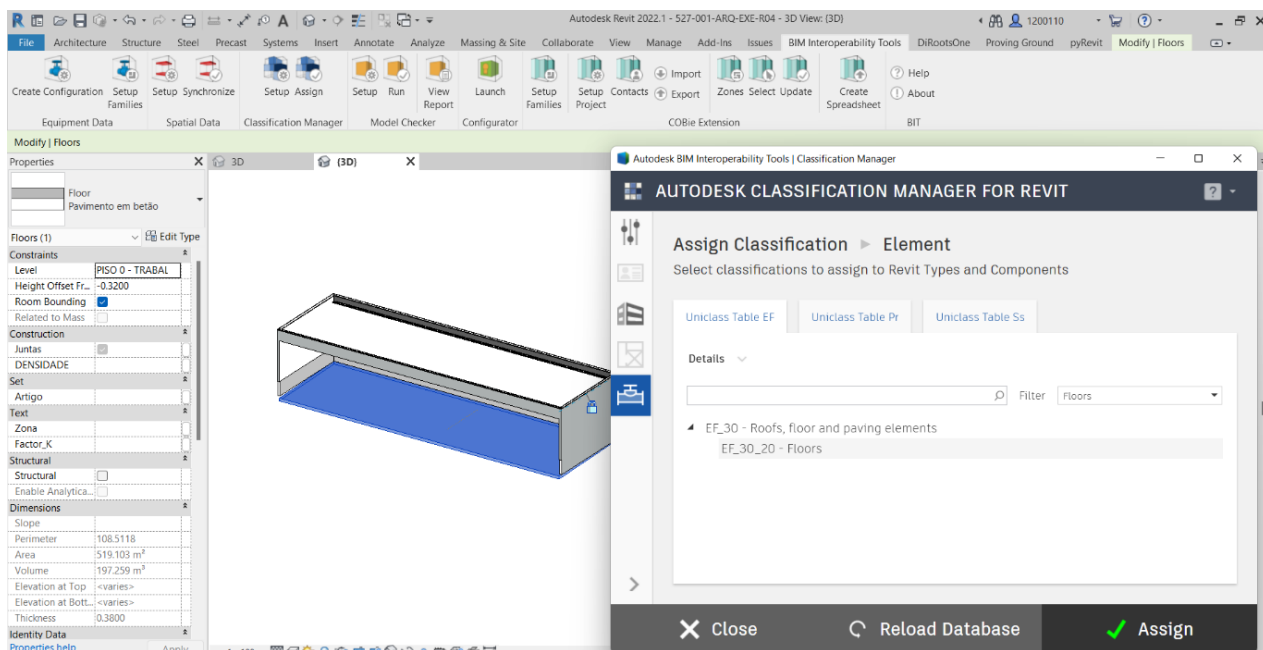 Autodesk Revit 2022.1 - 527-001-ARQ-EXE-R04 - 3D View: {3D}
1200110
File Architecture Structure Steel Precast Systems Insert Annotate Analyze Massing & Site Collaborate View Manage Add-Ins Issues BIM Interoperability Tools DiRootsOne Proving Ground pyRevit Modify | Floors
Create Configuration Setup Families Setup Synchronize Setup Assign Setup Run View Report Launch Setup Families Setup Project Contacts Import Export Zones Select Update Create Spreadsheet Help About
Equipment Data Spatial Data Classification Manager Model Checker Configurator COBie Extension BIT
Modify | Floors
Properties
3D
{3D}
Floor
Pavimento em betão
Floors (1) Edit Type
Constraints
Level PISO 0 - TRABAL
Height Offset Fr... -0.3200
Room Bounding
Related to Mass
Construction
Juntas
DENSIDADE
Set
Artigo
Text
Zona
Factor_K
Structural
Structural
Enable Analytica...
Dimensions
Slope
Perimeter 108.5118
Area 519.103 m²
Volume 197.259 m³
Elevation at Top <varies>
Elevation at Bott... <varies>
Thickness 0.3800
Identity Data
Properties help Apply
Autodesk BIM Interoperability Tools | Classification Manager
AUTODESK CLASSIFICATION MANAGER FOR REVIT
Assign Classification Element
Select classifications to assign to Revit Types and Components
Uniclass Table EF Uniclass Table Pr Uniclass Table Ss
Details
Filter Floors
EF_30 - Roofs, floor and paving elements
EF_30_20 - Floors
Close Reload Database Assign